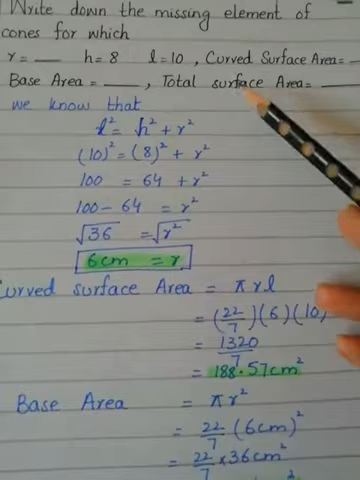 Write down the missing element of
cones for which
r = ___ h = 8 l = 10 , Curved Surface Area = _
Base Area = ___ , Total surface Area = _
we know that
l² = h² + r²
(10)² = (8)² + r²
100 = 64 + r²
100 - 64 = r²
√36 = √r²
6cm = r
Curved surface Area = π r l
= (22/7)(6)(10)
= 1320/7
= 188.57cm²
Base Area = πr²
= 22/7 (6cm)²
= 22/7 × 36cm²